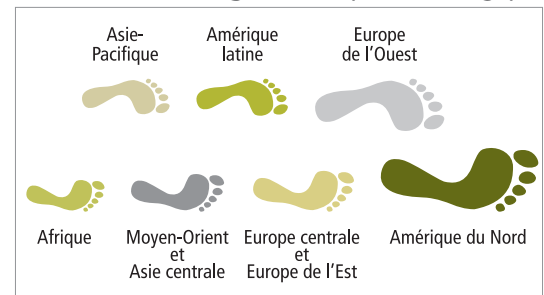 Asie-
Pacifique
Amérique
latine
Europe
de l'Ouest
Afrique
Moyen-Orient
et
Asie centrale
Europe centrale
et
Europe de l'Est
Amérique du Nord